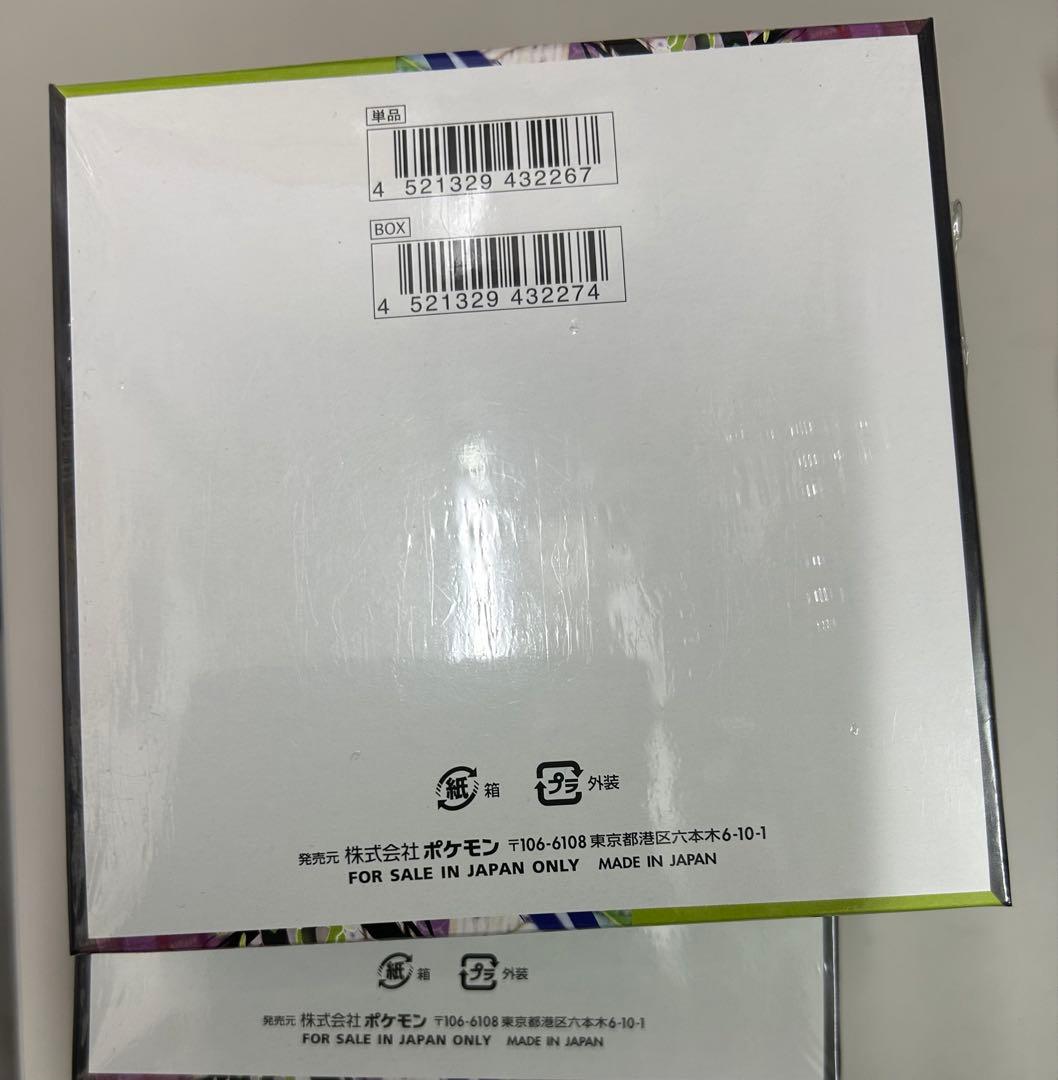 単品
4 521329 432267
BOX
4 521329 432274
紙 箱 プラ 外装
発売元 株式会社 ポケモン 〒106-6108 東京都港区六本木6-10-1
FOR SALE IN JAPAN ONLY MADE IN JAPAN
紙 箱 プラ 外装
発売元 株式会社 ポケモン 〒106-6108 東京都港区六本木6-10-1
FOR SALE IN JAPAN ONLY MADE IN JAPAN